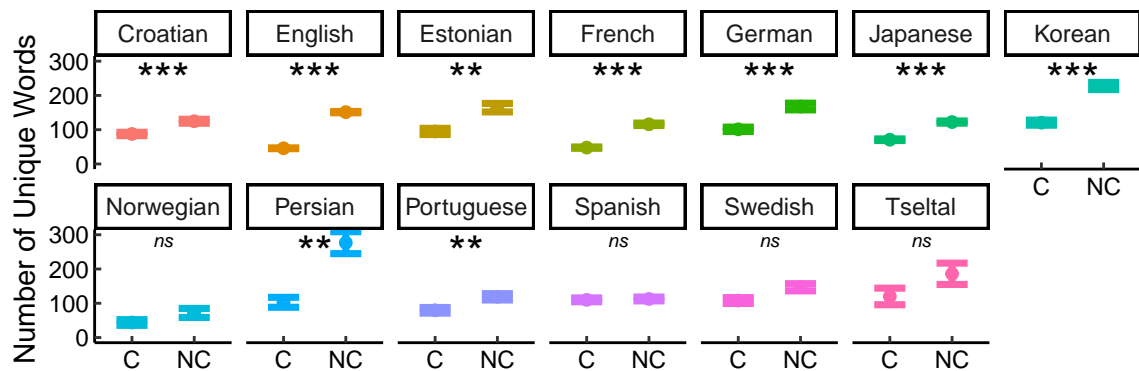 Number of Unique Words
Croatian English Estonian French German Japanese Korean
300 *** *** ** *** *** *** ***
200
100
0
C NC
Norwegian Persian Portuguese Spanish Swedish Tseltal
300 ns ** ** ns ns ns
200
100
0
C NC C NC C NC C NC C NC C NC